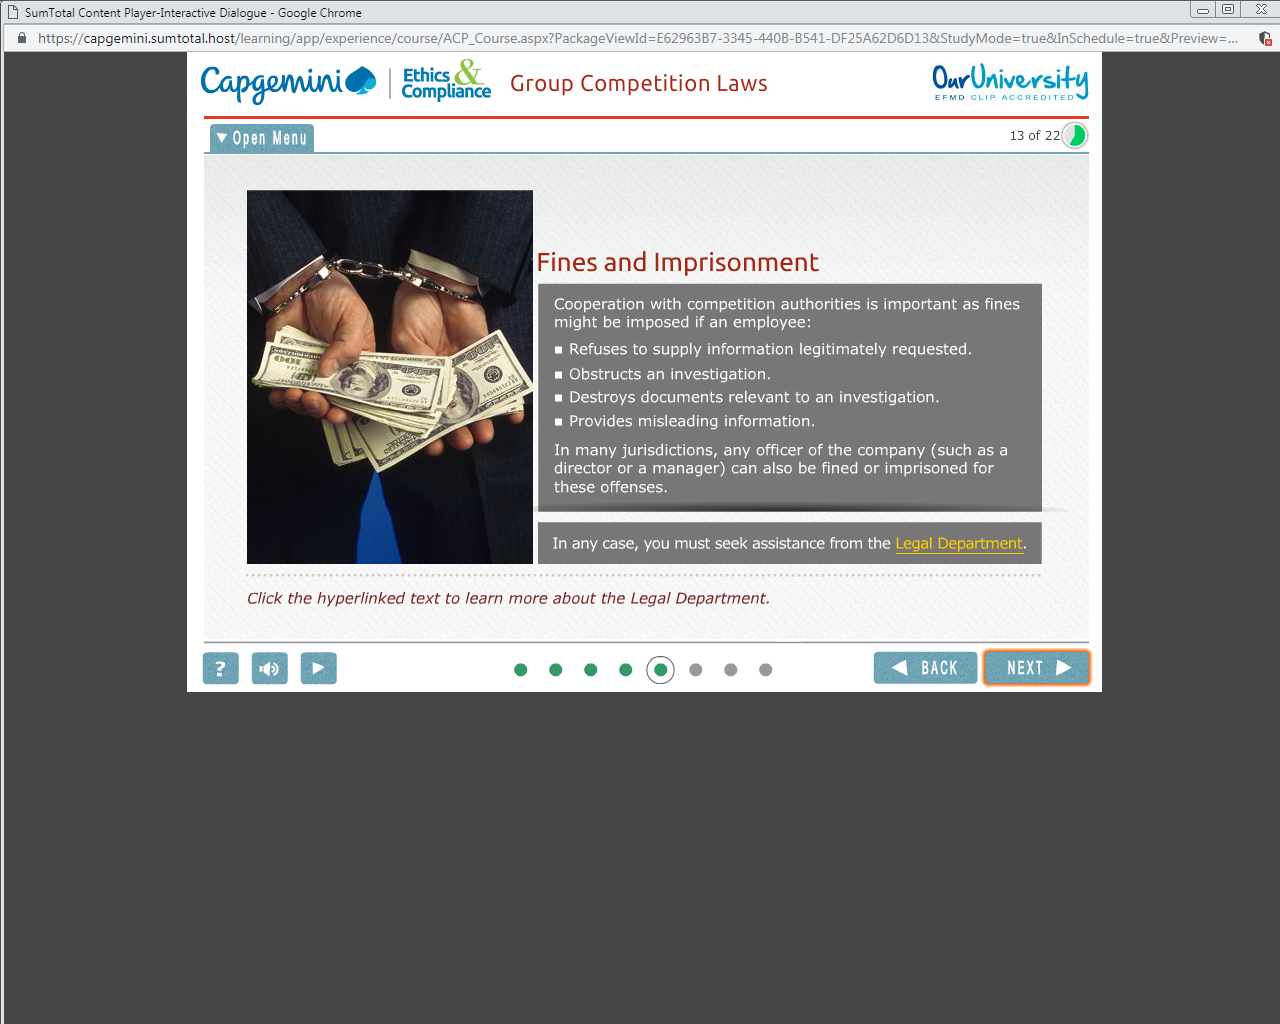 SumTotal Content Player-Interactive Dialogue - Google Chrome
https://capgemini.sumtotal.host/learning/app/experience/course/ACP_Course.aspx?PackageViewId=E62963B7-3345-440B-B541-DF25A62D6D13&StudyMode=true&InSchedule=true&Preview=...
Capgemini
Ethics &
Compliance
Group Competition Laws
OurUniversity
EFMD CLIP ACCREDITED
Open Menu
13 of 22
Fines and Imprisonment
Cooperation with competition authorities is important as fines
might be imposed if an employee:
Refuses to supply information legitimately requested.
Obstructs an investigation.
Destroys documents relevant to an investigation.
Provides misleading information.
In many jurisdictions, any officer of the company (such as a
director or a manager) can also be fined or imprisoned for
these offenses.
In any case, you must seek assistance from the Legal Department.
Click the hyperlinked text to learn more about the Legal Department.
?
BACK
NEXT